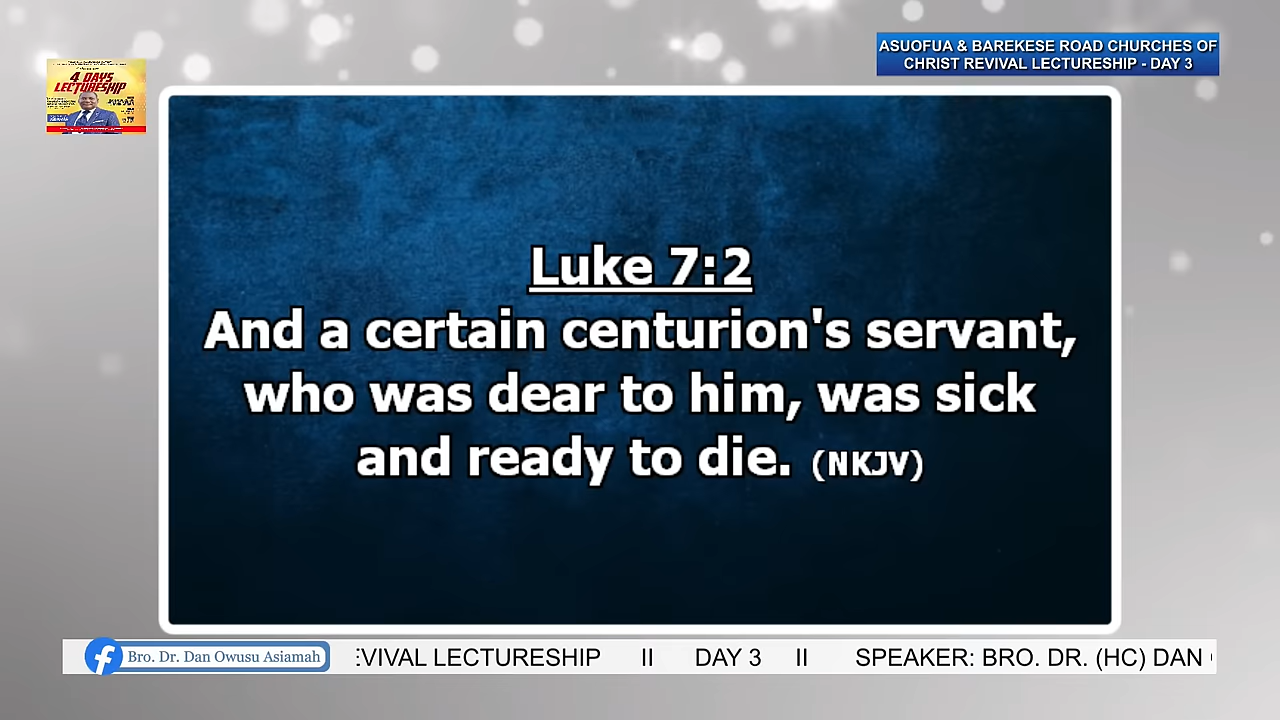 ASUOFUA & BAREKESE ROAD CHURCHES OF
CHRIST REVIVAL LECTURESHIP - DAY 3
4 DAYS
LECTURESHIP
Luke 7:2
And a certain centurion's servant,
who was dear to him, was sick
and ready to die. (NKJV)
Bro. Dr. Dan Owusu Asiamah
EVIVAL LECTURESHIP II DAY 3 II SPEAKER: BRO. DR. (HC) DAN